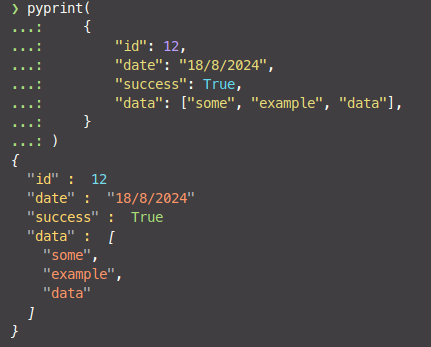 ❯ pyprint(
...:     {
...:         "id": 12,
...:         "date": "18/8/2024",
...:         "success": True,
...:         "data": ["some", "example", "data"],
...:     }
...: )
{
  "id" :  12
  "date" :  "18/8/2024"
  "success" :  True
  "data" :  [
    "some",
    "example",
    "data"
  ]
}